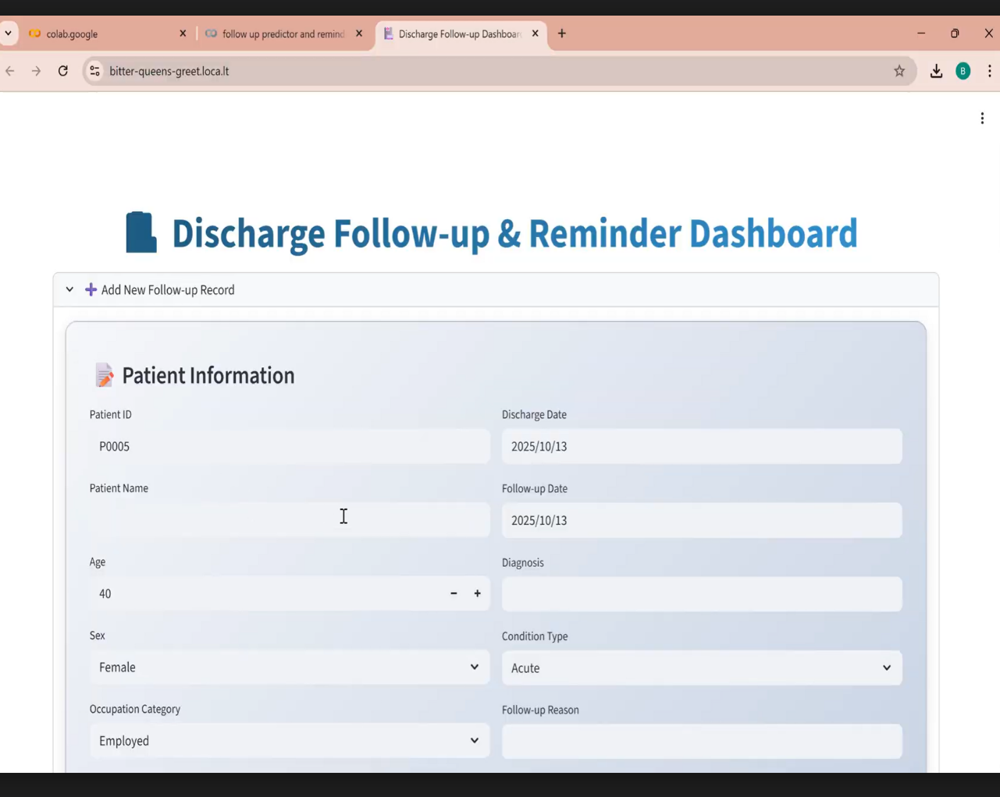 colab.google
follow up predictor and remind
Discharge Follow-up Dashboar
bitter-queens-greet.loca.lt
B
Discharge Follow-up & Reminder Dashboard
Add New Follow-up Record
Patient Information
Patient ID
P0005
Discharge Date
2025/10/13
Patient Name
Follow-up Date
2025/10/13
Age
40
Diagnosis
Sex
Female
Condition Type
Acute
Occupation Category
Employed
Follow-up Reason